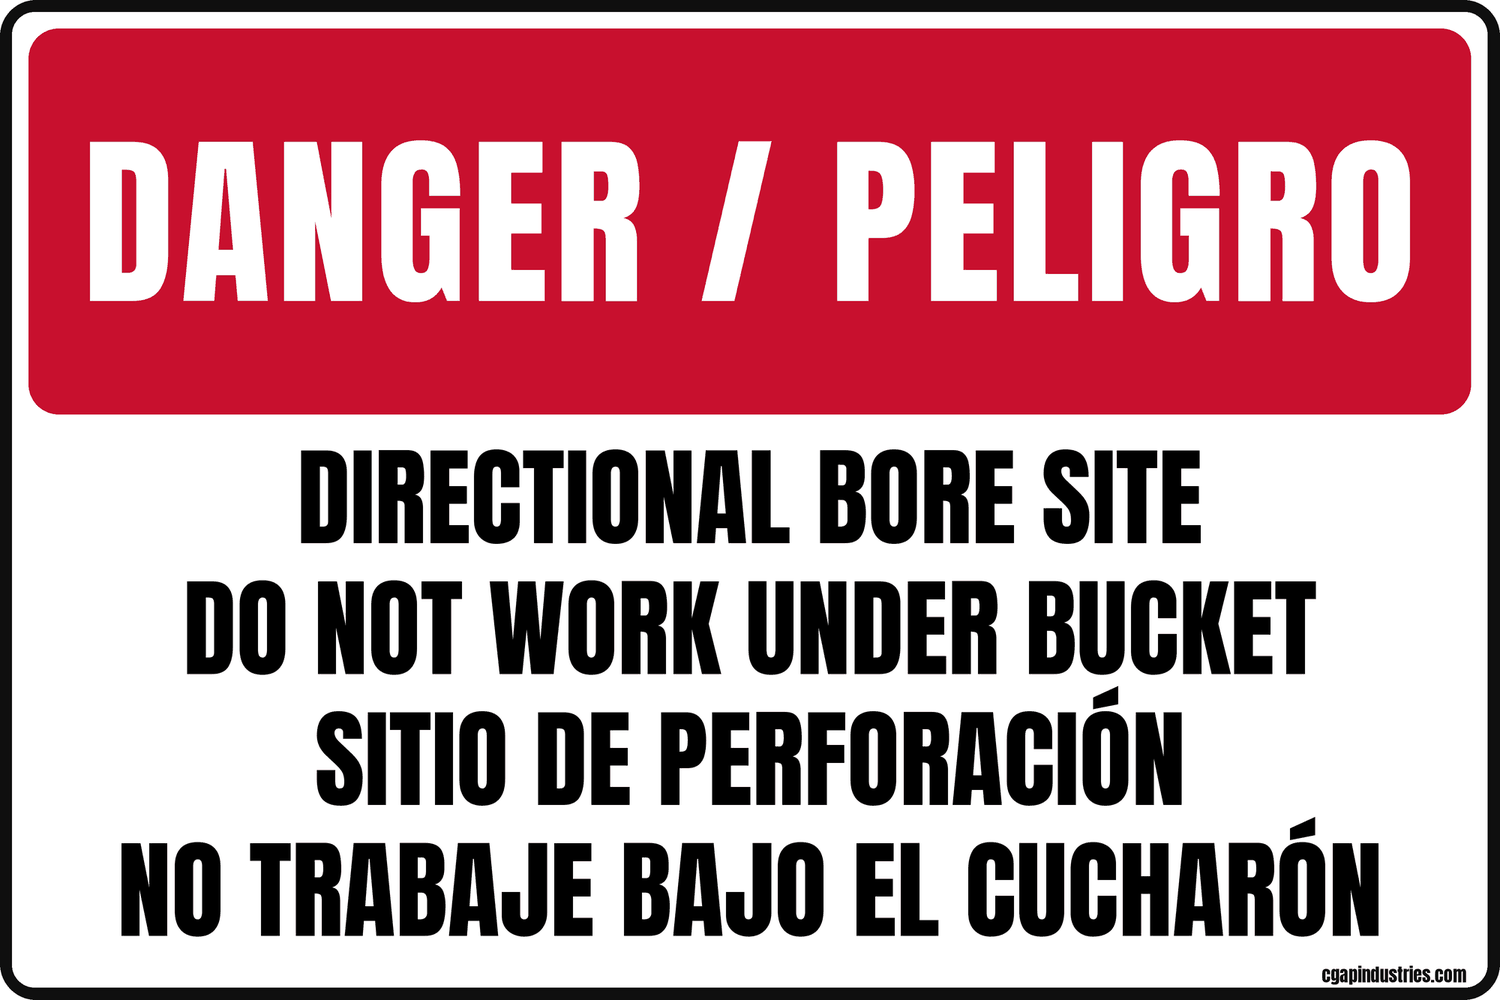 DANGER / PELIGRO
DIRECTIONAL BORE SITE
DO NOT WORK UNDER BUCKET
SITIO DE PERFORACIÓN
NO TRABAJE BAJO EL CUCHARÓN
cgapindustries.com